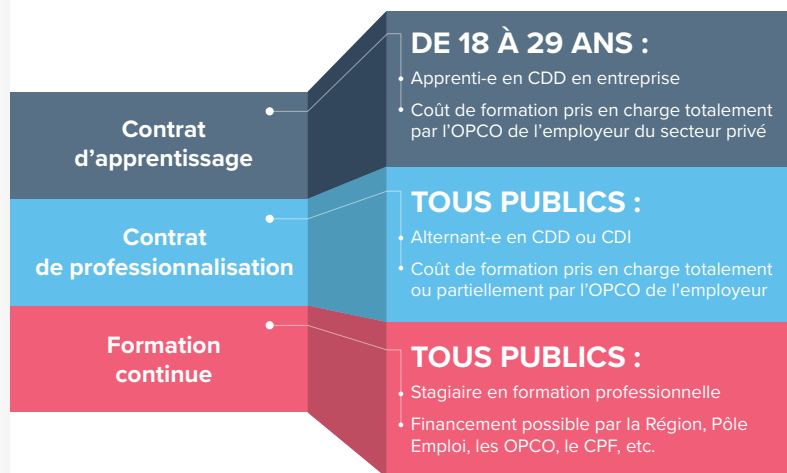 Contrat
d'apprentissage
DE 18 À 29 ANS :
Apprenti-e en CDD en entreprise
Coût de formation pris en charge totalement
par l'OPCO de l'employeur du secteur privé
Contrat
de professionnalisation
TOUS PUBLICS :
Alternant-e en CDD ou CDI
Coût de formation pris en charge totalement
ou partiellement par l'OPCO de l'employeur
Formation
continue
TOUS PUBLICS :
Stagiaire en formation professionnelle
Financement possible par la Région, Pôle
Emploi, les OPCO, le CPF, etc.